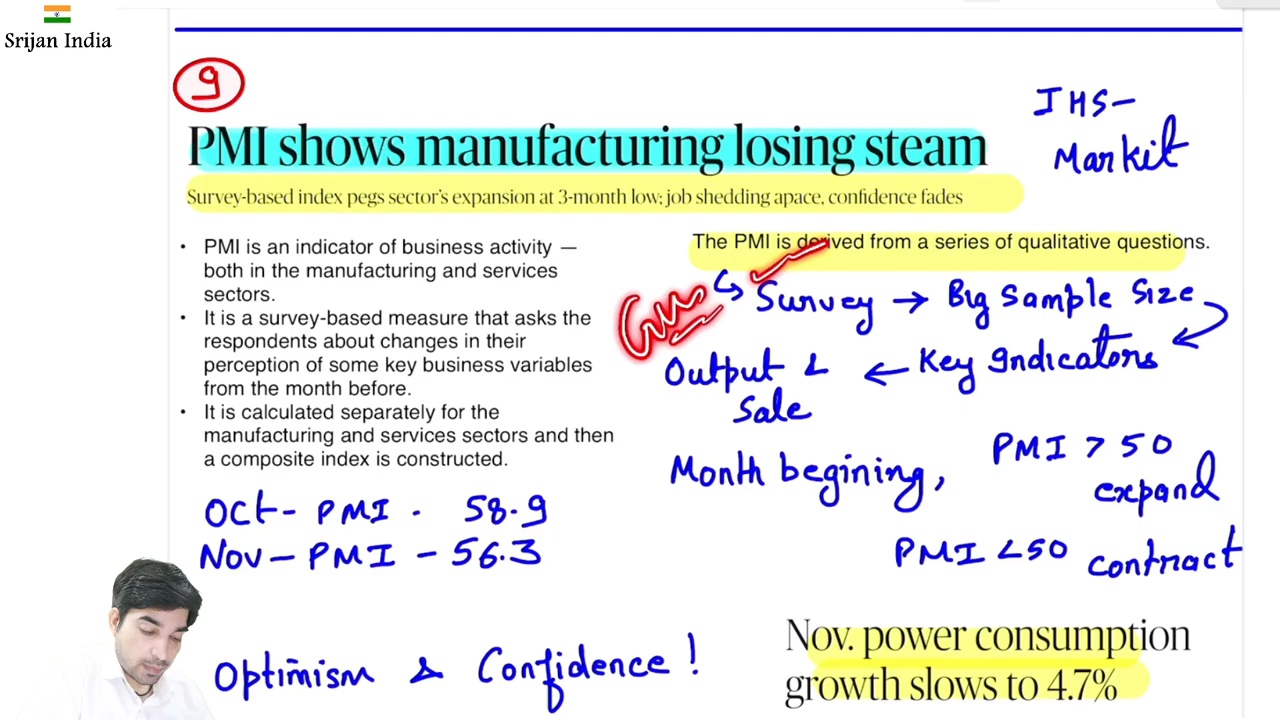 Srijan India
9
PMI shows manufacturing losing steam
Survey-based index pegs sector's expansion at 3-month low; job shedding apace, confidence fades
IHS-
Markit
• PMI is an indicator of business activity —
both in the manufacturing and services
sectors.
• It is a survey-based measure that asks the
respondents about changes in their
perception of some key business variables
from the month before.
• It is calculated separately for the
manufacturing and services sectors and then
a composite index is constructed.
Oct- PMI - 58.9
Nov - PMI - 56.3
Optimism & Confidence!
The PMI is derived from a series of qualitative questions.
↳ Survey → Big Sample Size
Output & ← Key Indicators
Sale
Month begining,
PMI > 50
expand
PMI < 50 contract
Nov. power consumption
growth slows to 4.7%